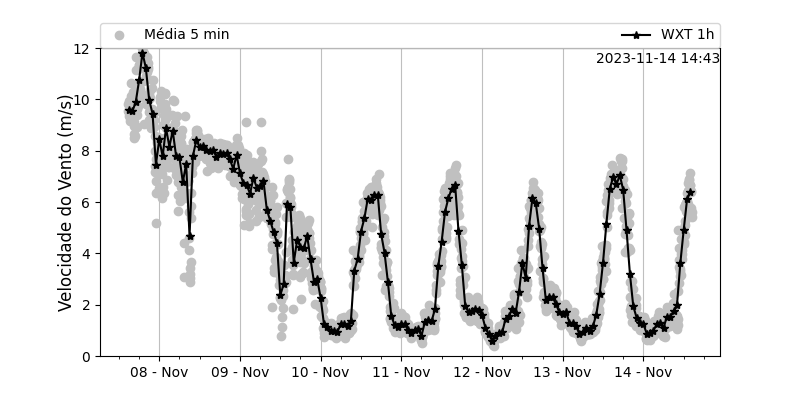 Média 5 min
WXT 1h
2023-11-14 14:43
Velocidade do Vento (m/s)
12
10
8
6
4
2
0
08 - Nov
09 - Nov
10 - Nov
11 - Nov
12 - Nov
13 - Nov
14 - Nov